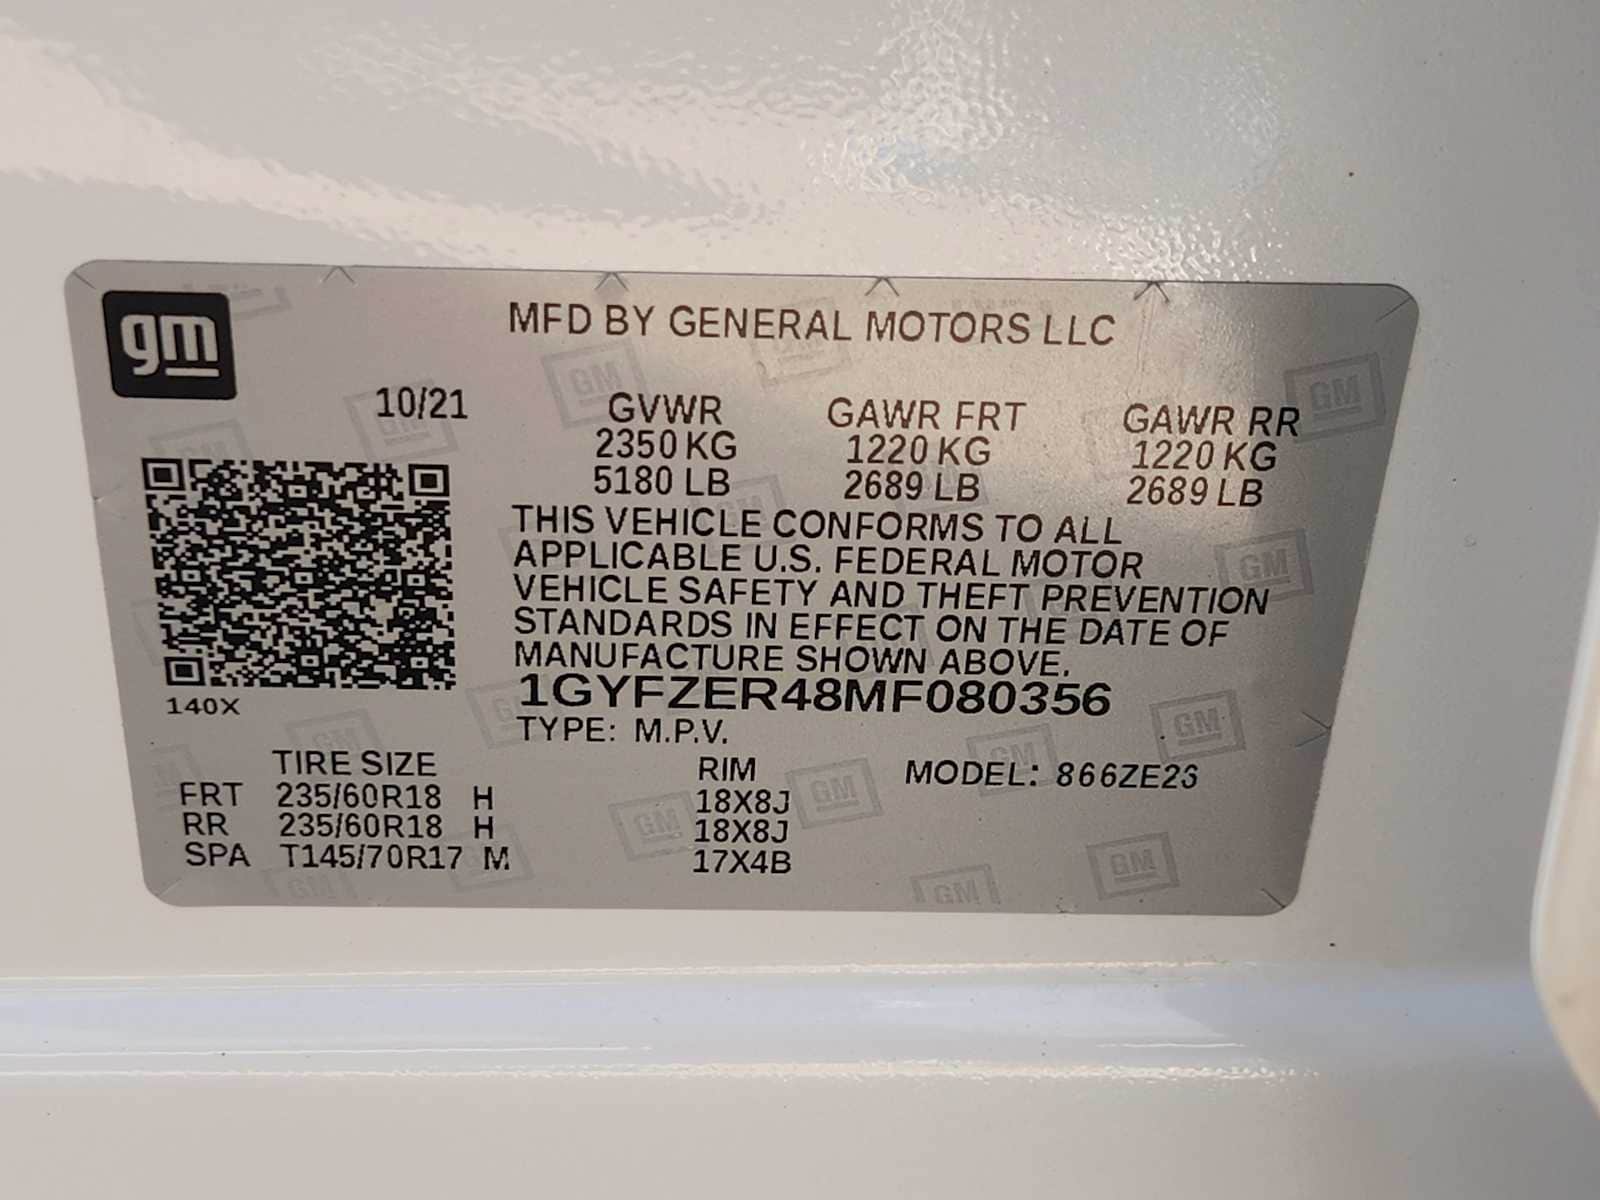 gm
MFD BY GENERAL MOTORS LLC
10/21 GVWR GAWR FRT GAWR RR
2350 KG 1220 KG 1220 KG
5180 LB 2689 LB 2689 LB
THIS VEHICLE CONFORMS TO ALL
APPLICABLE U.S. FEDERAL MOTOR
VEHICLE SAFETY AND THEFT PREVENTION
STANDARDS IN EFFECT ON THE DATE OF
MANUFACTURE SHOWN ABOVE.
1GYFZER48MF080356
140X
TYPE: M.P.V.
TIRE SIZE RIM MODEL: 866ZE26
FRT 235/60R18 H 18X8J
RR 235/60R18 H 18X8J
SPA T145/70R17 M 17X4B